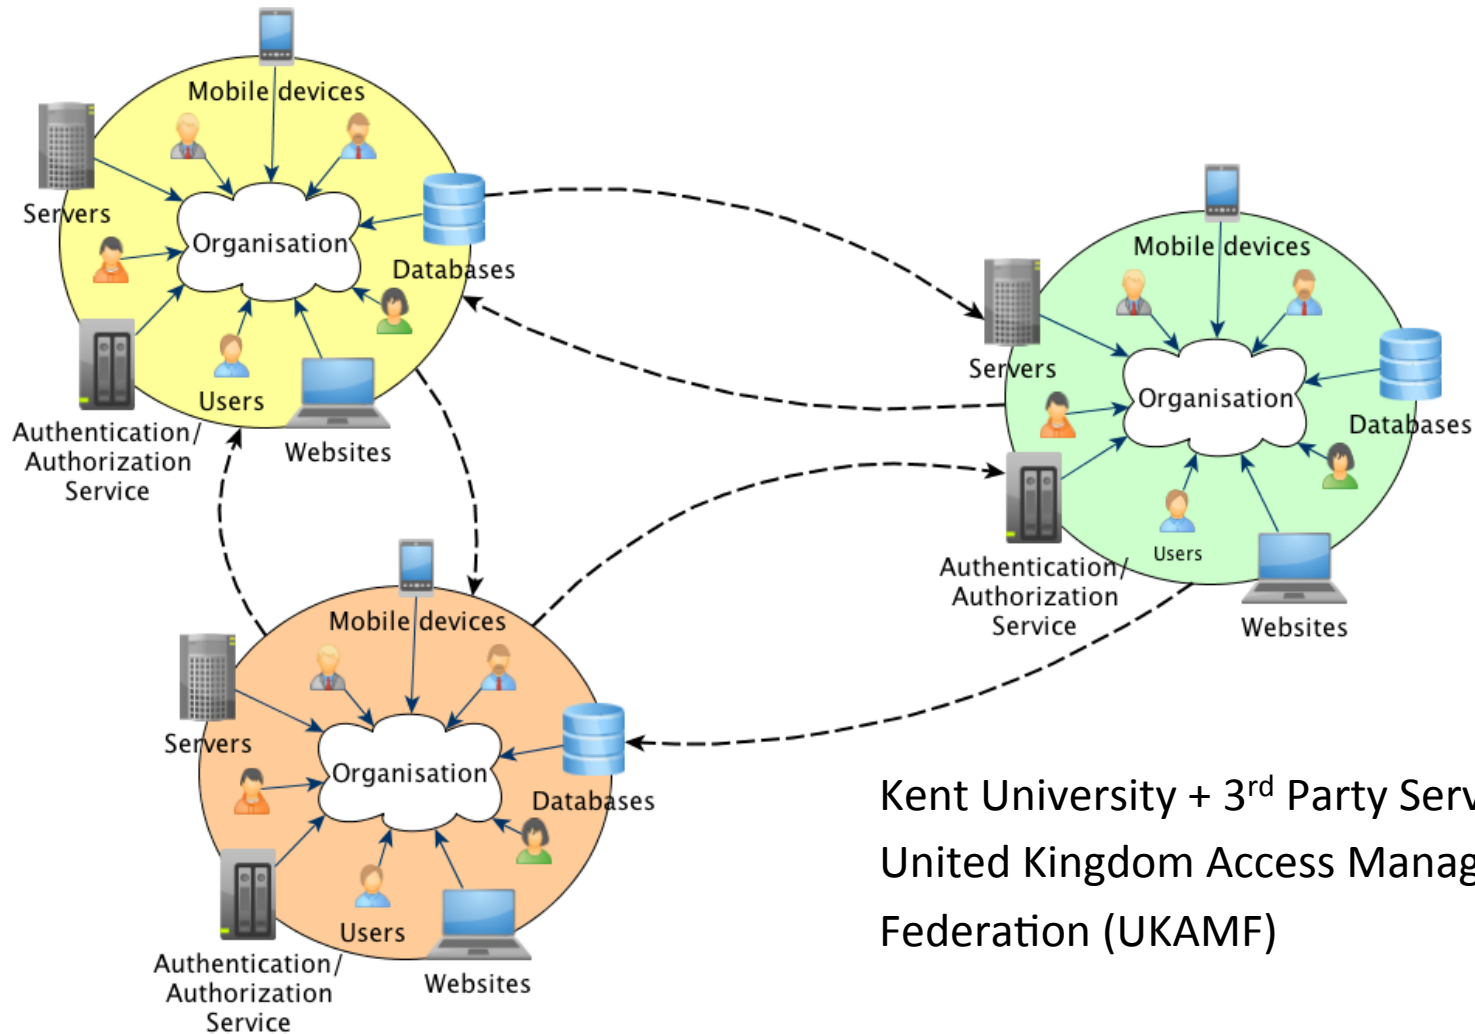 Mobile devices
Servers
Organisation
Databases
Users
Authentication/
Authorization
Service
Websites
Mobile devices
Servers
Organisation
Databases
Users
Authentication/
Authorization
Service
Websites
Mobile devices
Servers
Organisation
Databases
Users
Authentication/
Authorization
Service
Websites
Kent University + 3rd Party Serv
United Kingdom Access Manag
Federation (UKAMF)